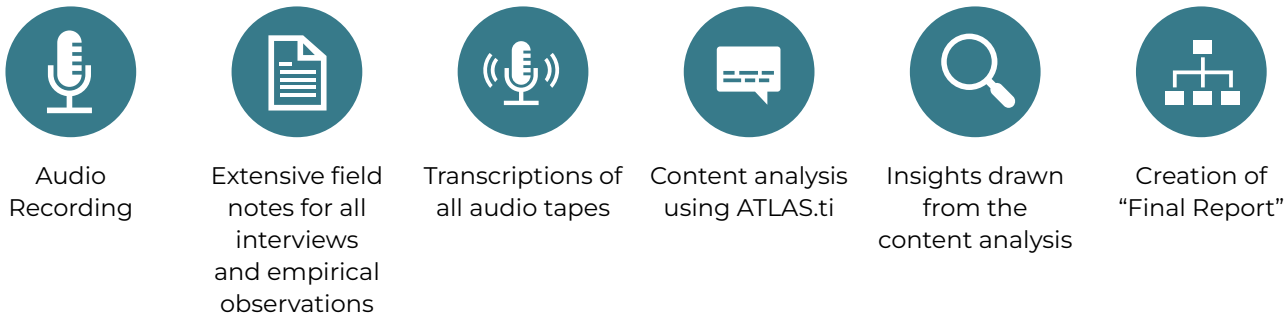 Audio
Recording
Extensive field
notes for all
interviews
and empirical
observations
Transcriptions of
all audio tapes
Content analysis
using ATLAS.ti
Insights drawn
from the
content analysis
Creation of
“Final Report”